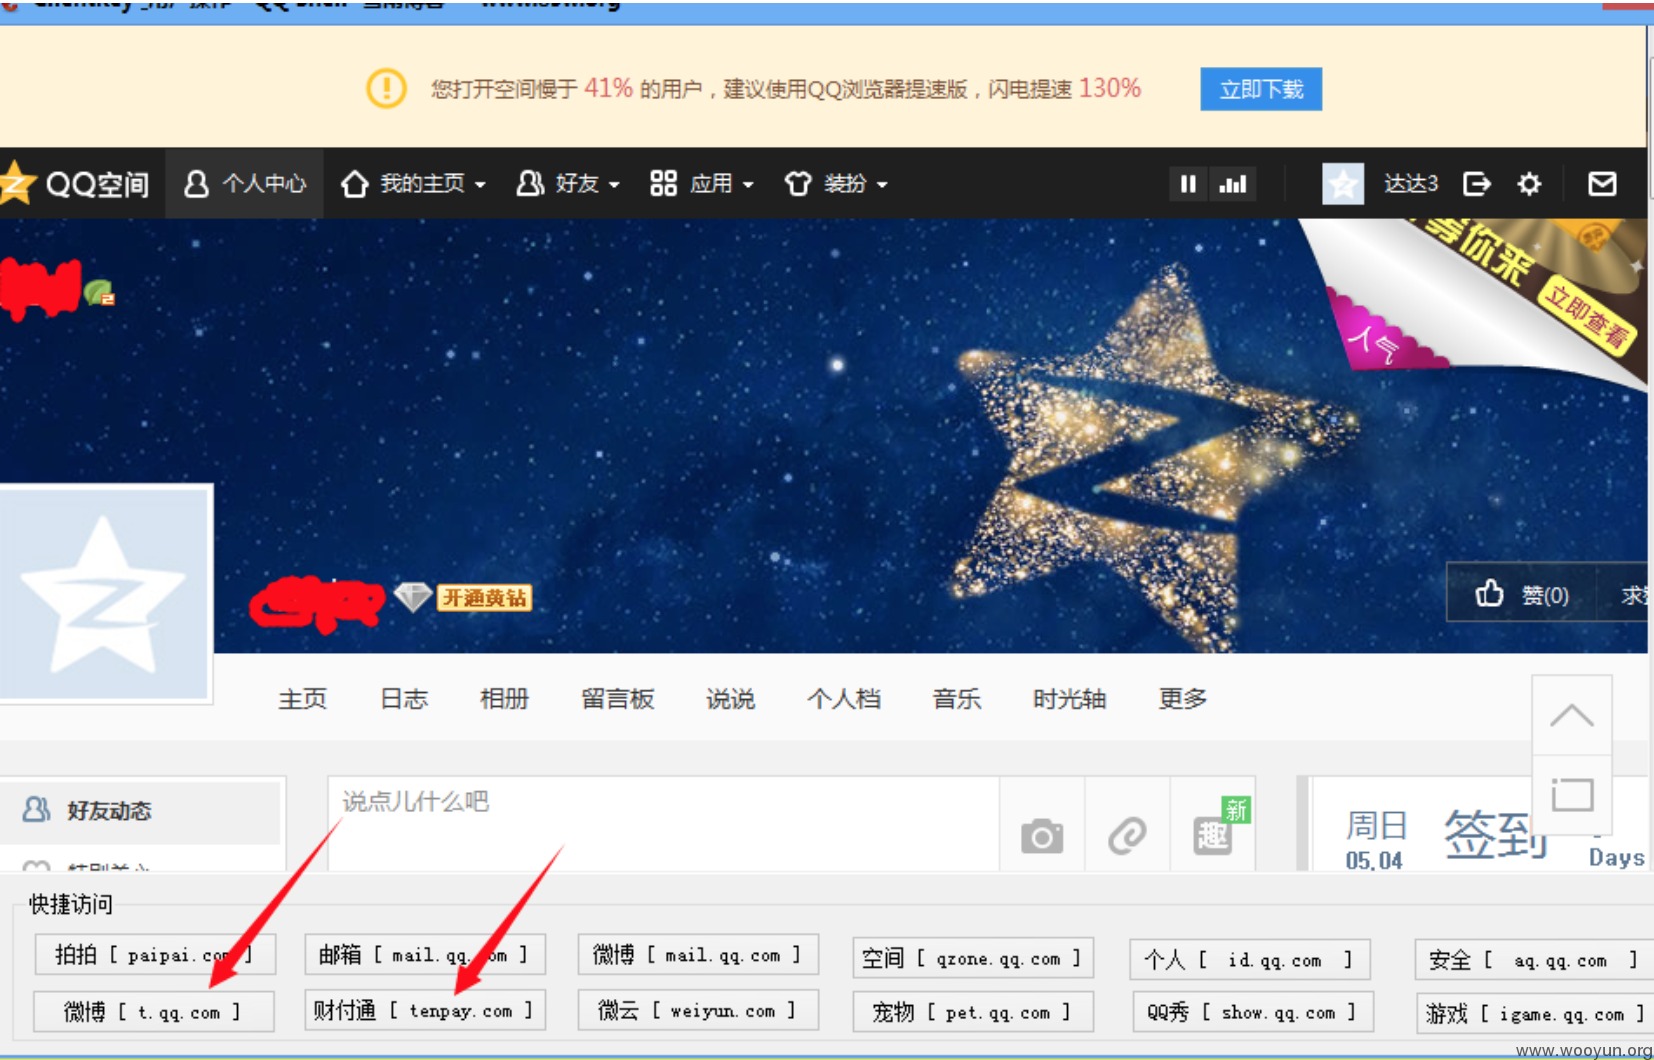 您打开空间慢于 41% 的用户，建议使用QQ浏览器提速版，闪电提速 130%
立即下载
QQ空间
个人中心
我的主页
好友
应用
装扮
达达3
等你来
立即查看
人气
开通黄钻
赞(0)
求
主页
日志
相册
留言板
说说
个人档
音乐
时光轴
更多
好友动态
说点儿什么吧
新
趣
周日
05.04
签到
Days
快捷访问
拍拍 [ paipai.com ]
邮箱 [ mail.qq.com ]
微博 [ mail.qq.com ]
空间 [ qzone.qq.com ]
个人 [ id.qq.com ]
安全 [ aq.qq.com ]
微博 [ t.qq.com ]
财付通 [ tenpay.com ]
微云 [ weiyun.com ]
宠物 [ pet.qq.com ]
QQ秀 [ show.qq.com ]
游戏 [ igame.qq.com ]
www.wooyun.org